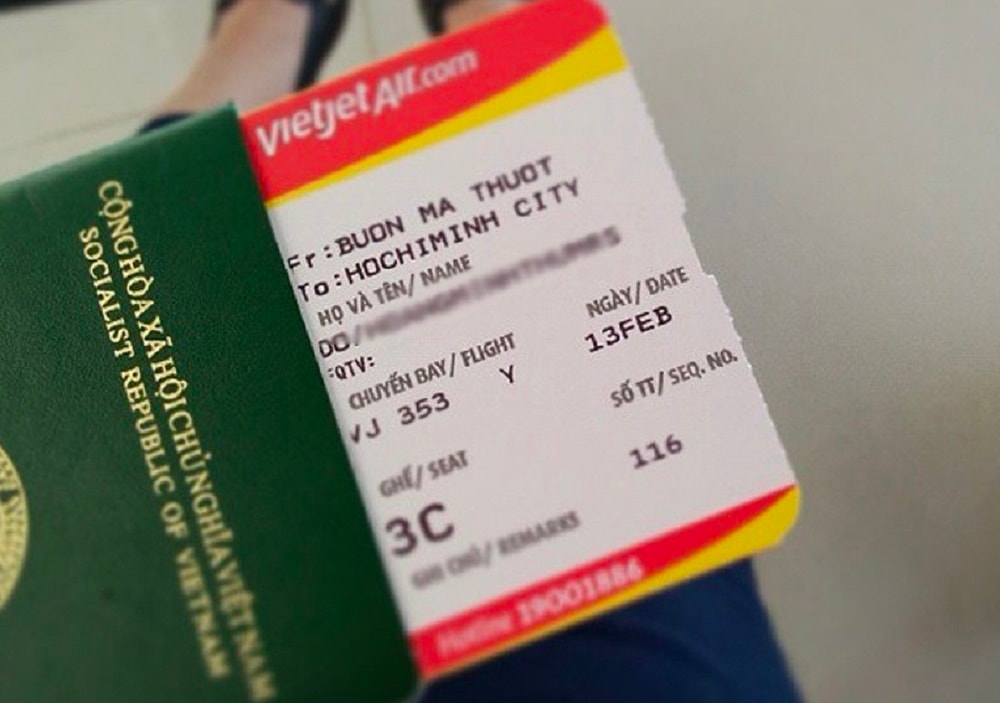 CỘNG HÒA XÃ HỘI CHỦ NGHĨA VIỆT NAM
SOCIALIST REPUBLIC OF VIETNAM
vietjetAir.com
Fr:BUON MA THUOT
To:HOCHIMINH CITY
HỌ VÀ TÊN/ NAME
DO/
QTV:
CHUYẾN BAY/ FLIGHT NGÀY/ DATE
VJ 353 Y 13FEB
GHẾ/ SEAT SỐ TT/ SEQ. NO.
3C 116
GHI CHÚ/ REMARKS
Hotline 19001886